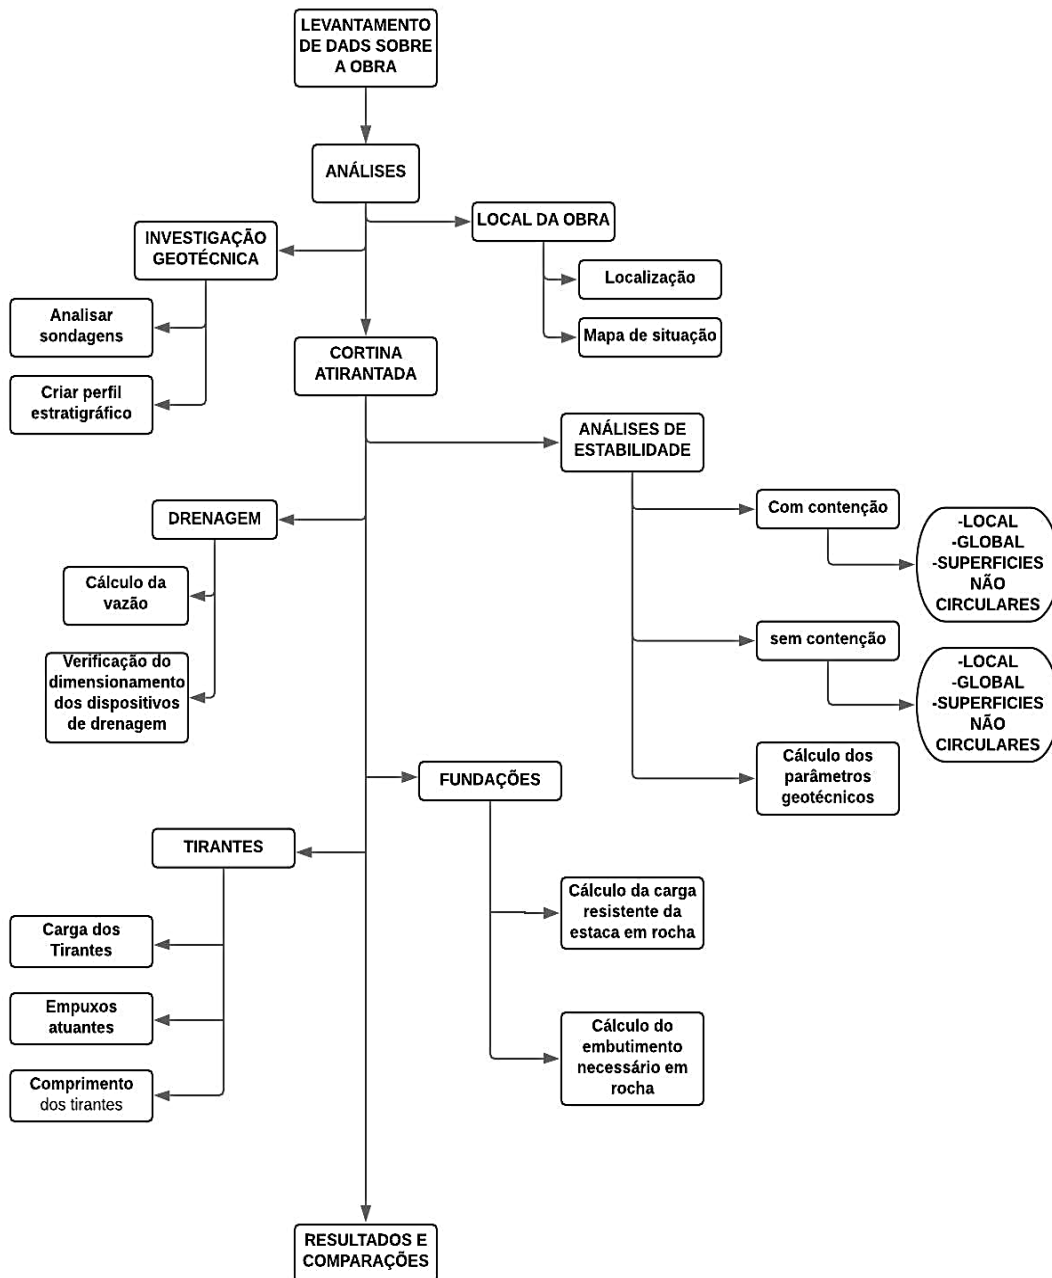 LEVANTAMENTO
DE DADS SOBRE
A OBRA
ANÁLISES
LOCAL DA OBRA
INVESTIGAÇÃO
GEOTÉCNICA
Localização
Analisar
sondagens
Mapa de situação
CORTINA
ATIRANTADA
Criar perfil
estratigráfico
ANÁLISES DE
ESTABILIDADE
Com contenção
-LOCAL
-GLOBAL
-SUPERFICIES
NÃO
CIRCULARES
DRENAGEM
Cálculo da
vazão
sem contenção
-LOCAL
-GLOBAL
-SUPERFICIES
NÃO
CIRCULARES
Verificação do
dimensionamento
dos dispositivos
de drenagem
Cálculo dos
parâmetros
geotécnicos
FUNDAÇÕES
TIRANTES
Cálculo da carga
resistente da
estaca em rocha
Carga dos
Tirantes
Empuxos
atuantes
Cálculo do
embutimento
necessário em
rocha
Comprimento
dos tirantes
RESULTADOS E
COMPARAÇÕES